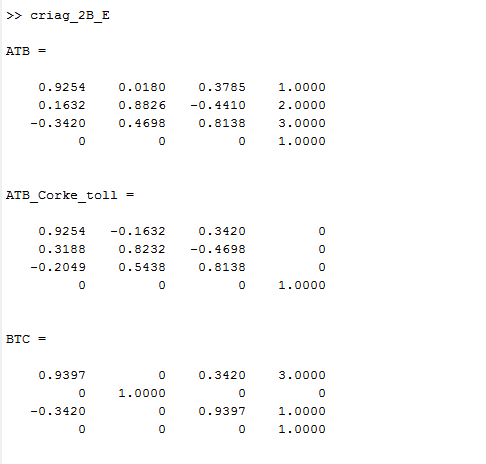 >> criag_2B_E
ATB =
0.9254 0.0180 0.3785 1.0000
0.1632 0.8826 -0.4410 2.0000
-0.3420 0.4698 0.8138 3.0000
0 0 0 1.0000
ATB_Corke_toll =
0.9254 -0.1632 0.3420 0
0.3188 0.8232 -0.4698 0
-0.2049 0.5438 0.8138 0
0 0 0 1.0000
BTC =
0.9397 0 0.3420 3.0000
0 1.0000 0 0
-0.3420 0 0.9397 1.0000
0 0 0 1.0000